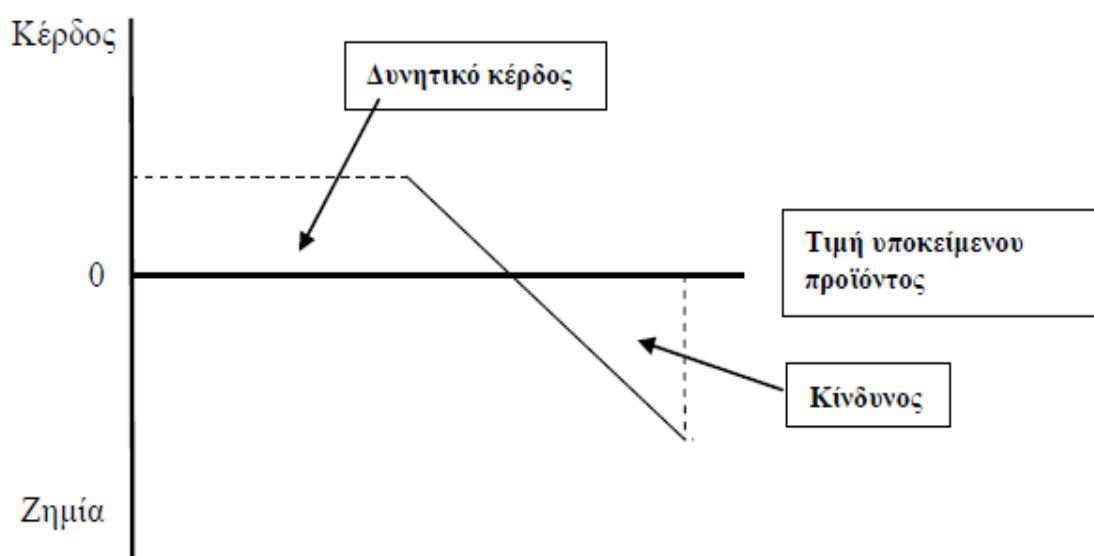 Κέρδος
Δυνητικό κέρδος
Τιμή υποκείμενου
προϊόντος
0
Κίνδυνος
Ζημία